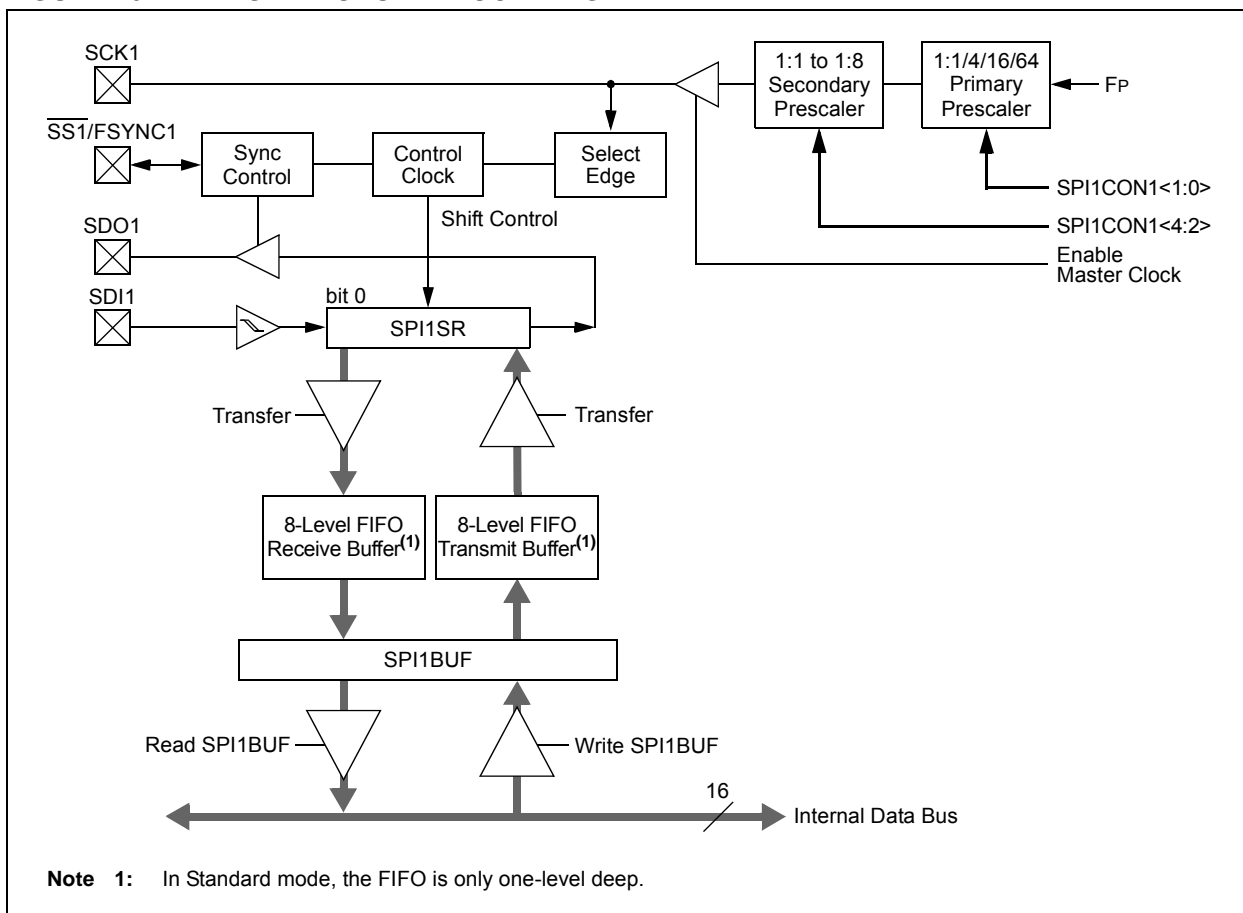 SCK1
1:1 to 1:8
Secondary
Prescaler
1:1/4/16/64
Primary
Prescaler
FP
SS1/FSYNC1
Sync
Control
Control
Clock
Select
Edge
SPI1CON1<1:0>
Shift Control
SPI1CON1<4:2>
SDO1
Enable
Master Clock
SDI1
bit 0
SPI1SR
Transfer
Transfer
8-Level FIFO
Receive Buffer(1)
8-Level FIFO
Transmit Buffer(1)
SPI1BUF
Read SPI1BUF
Write SPI1BUF
16
Internal Data Bus
Note 1: In Standard mode, the FIFO is only one-level deep.